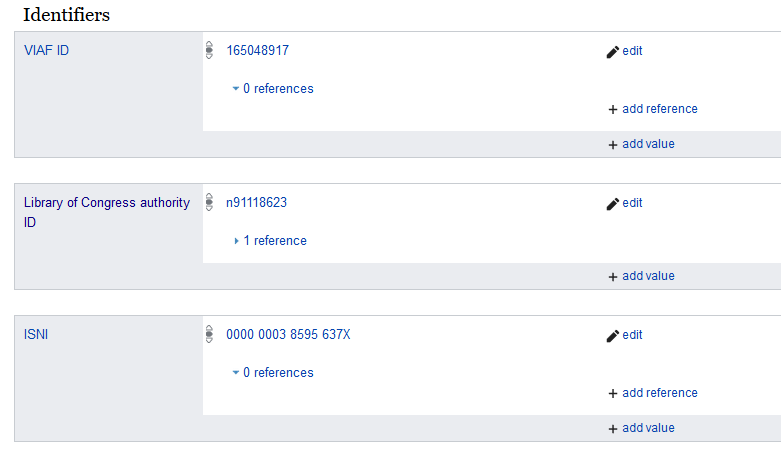 Identifiers
VIAF ID
165048917
edit
0 references
+ add reference
+ add value
Library of Congress authority
ID
n91118623
edit
1 reference
+ add value
ISNI
0000 0003 8595 637X
edit
0 references
+ add reference
+ add value